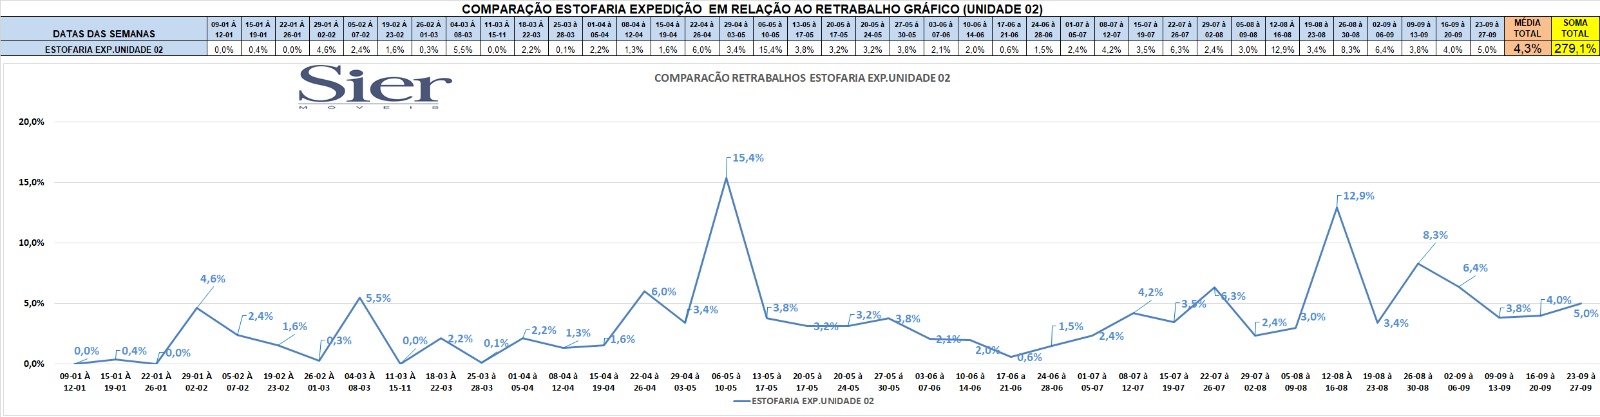 COMPARAÇÃO ESTOFARIA EXPEDIÇÃO EM RELAÇÃO AO RETRABALHO GRÁFICO (UNIDADE 02)
DATAS DAS SEMANAS 09-01 À 12-01 15-01 À 19-01 22-01 À 26-01 29-01 À 02-02 05-02 À 07-02 19-02 À 23-02 26-02 À 01-03 04-03 À 08-03 11-03 À 15-11 18-03 À 22-03 25-03 à 28-03 01-04 à 05-04 08-04 à 12-04 15-04 à 19-04 22-04 à 26-04 29-04 à 03-05 06-05 à 10-05 13-05 à 17-05 20-05 à 24-05 27-05 à 30-05 03-06 à 07-06 10-06 à 14-06 17-06 a 21-06 24-06 à 28-06 01-07 à 05-07 08-07 à 12-07 15-07 à 19-07 22-07 à 26-07 29-07 à 02-08 05-08 à 09-08 12-08 À 16-08 19-08 à 23-08 26-08 à 30-08 02-09 à 06-09 09-09 à 13-09 16-09 à 20-09 23-09 à 27-09 MÉDIA TOTAL SOMA TOTAL
ESTOFARIA EXP.UNIDADE 02 0,0% 0,4% 0,0% 4,6% 2,4% 1,6% 0,3% 5,5% 0,0% 2,2% 0,1% 2,2% 1,3% 1,6% 6,0% 3,4% 15,4% 3,8% 3,2% 3,2% 3,8% 2,1% 2,0% 0,6% 1,5% 2,4% 4,2% 3,5% 6,3% 2,4% 3,0% 12,9% 3,4% 8,3% 6,4% 3,8% 4,0% 5,0% 4,3% 279,1%
Sier
MÓVEIS
COMPARACÃO RETRABALHOS ESTOFARIA EXP.UNIDADE 02
20,0%
15,0%
10,0%
5,0%
0,0%
0,0% 0,4% 0,0% 4,6% 2,4% 1,6% 0,3% 5,5% 0,0% 2,2% 0,1% 2,2% 1,3% 1,6% 6,0% 3,4% 15,4% 3,8% 3,2% 3,2% 3,8% 2,1% 2,0% 0,6% 1,5% 2,4% 4,2% 3,5% 6,3% 2,4% 3,0% 12,9% 3,4% 8,3% 6,4% 3,8% 4,0% 5,0%
09-01 À 15-01 À 22-01 À 29-01 À 05-02 À 19-02 À 26-02 À 04-03 À 11-03 À 18-03 À 25-03 à 01-04 à 08-04 à 15-04 à 22-04 à 29-04 à 06-05 à 13-05 à 20-05 à 27-05 à 03-06 à 10-06 à 17-06 a 24-06 à 01-07 à 08-07 à 15-07 à 22-07 à 29-07 à 05-08 à 12-08 À 19-08 à 26-08 à 02-09 à 09-09 à 16-09 à 23-09 à
12-01 19-01 26-01 02-02 07-02 23-02 01-03 08-03 15-11 22-03 28-03 05-04 12-04 19-04 26-04 03-05 10-05 17-05 24-05 30-05 07-06 14-06 21-06 28-06 05-07 12-07 19-07 26-07 02-08 09-08 16-08 23-08 30-08 06-09 13-09 20-09 27-09
ESTOFARIA EXP.UNIDADE 02